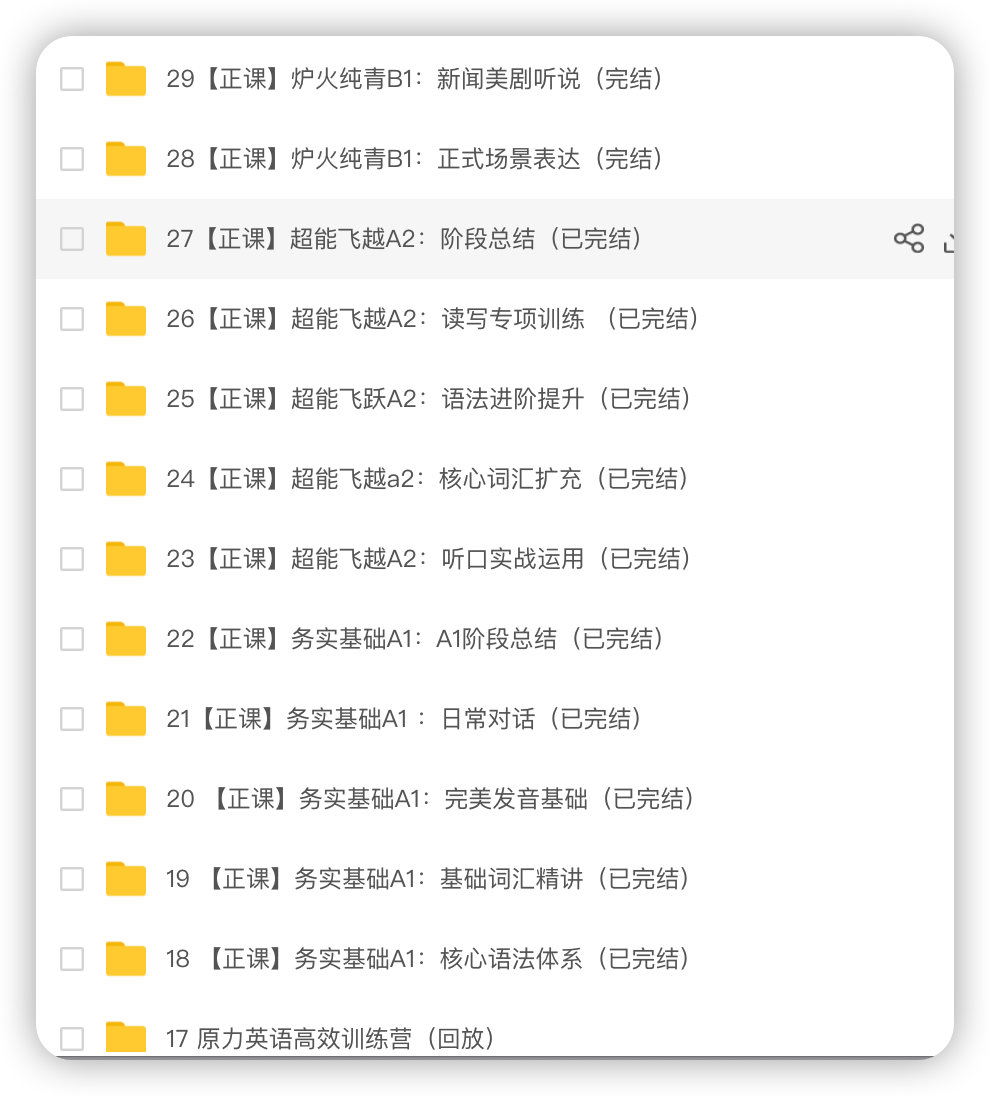 29【正课】炉火纯青B1：新闻美剧听说（完结）
28【正课】炉火纯青B1：正式场景表达（完结）
27【正课】超能飞越A2：阶段总结（已完结）
26【正课】超能飞越A2：读写专项训练 （已完结）
25【正课】超能飞跃A2：语法进阶提升（已完结）
24【正课】超能飞越a2：核心词汇扩充（已完结）
23【正课】超能飞越A2：听口实战运用（已完结）
22【正课】务实基础A1：A1阶段总结（已完结）
21【正课】务实基础A1 ：日常对话（已完结）
20 【正课】务实基础A1：完美发音基础（已完结）
19 【正课】务实基础A1：基础词汇精讲（已完结）
18 【正课】务实基础A1：核心语法体系（已完结）
17 原力英语高效训练营（回放）